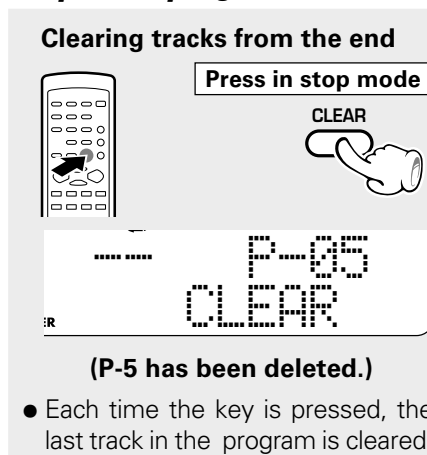 Clearing tracks from the end
Press in stop mode
CLEAR
P-05
CLEAR
ER
(P-5 has been deleted.)
● Each time the key is pressed, the
last track in the program is cleared